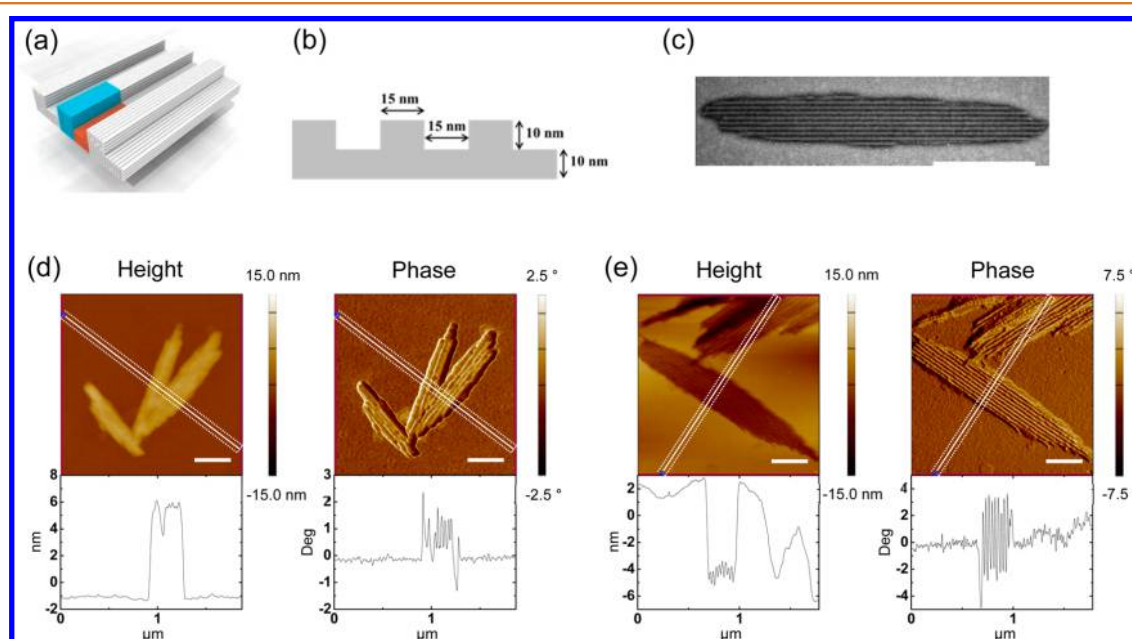 (a)
(b)
(c)
15 nm
15 nm
10 nm
10 nm
(d)
Height
15.0 nm
-15.0 nm
Phase
2.5 °
-2.5 °
(e)
Height
15.0 nm
-15.0 nm
Phase
7.5 °
-7.5 °
8
6
4
2
0
-2
nm
0
1
µm
3
2
1
0
-1
-2
Deg
0
1
µm
2
0
-2
-4
-6
nm
0
1
µm
4
2
0
-2
-4
Deg
0
1
µm